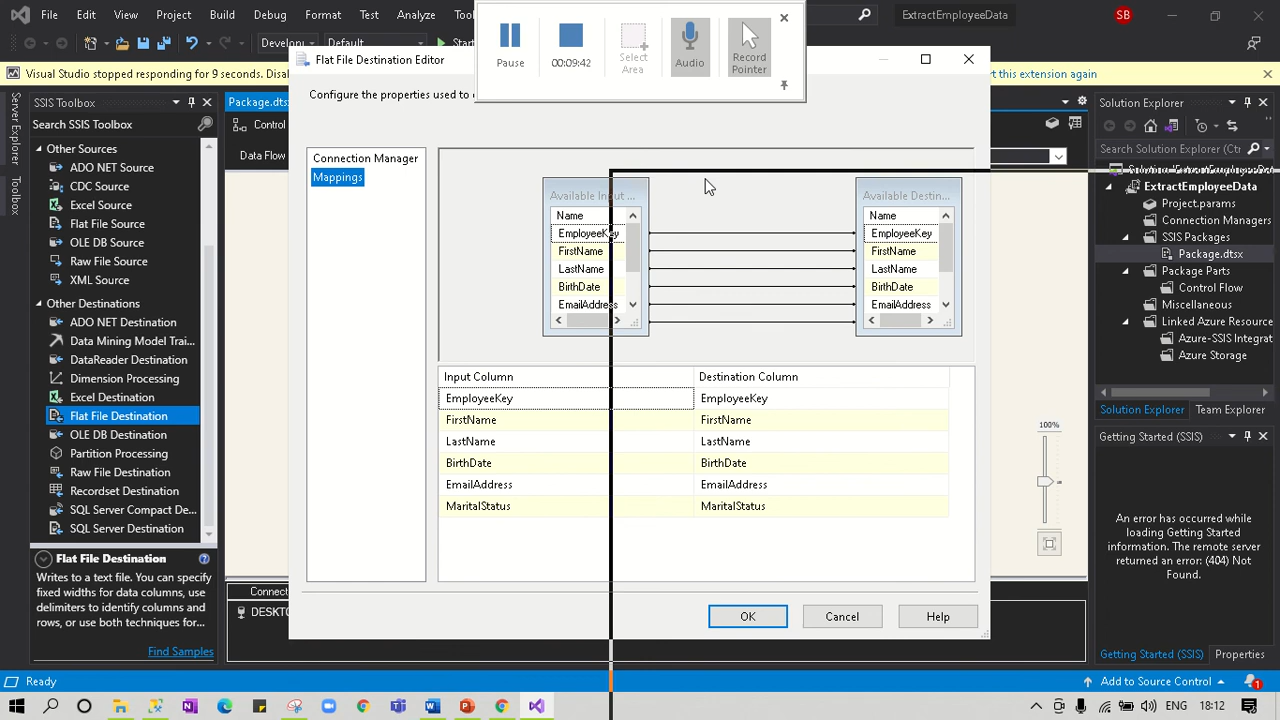 File
Edit
View
Git
Project
ExtractEmployeeData
SB
Develop
Default
Start
Pause
00:09:42
Select
Area
Audio
Record
Pointer
Visual Studio stopped responding for 9 seconds. Disa
this extension again
Flat File Destination Editor
Configure the properties used to
Server Explorer
Toolbox
SSIS Toolbox
Search SSIS Toolbox
Other Sources
ADO NET Source
CDC Source
Excel Source
Flat File Source
OLE DB Source
Raw File Source
XML Source
Other Destinations
ADO NET Destination
Data Mining Model Trai...
DataReader Destination
Dimension Processing
Excel Destination
Flat File Destination
OLE DB Destination
Partition Processing
Raw File Destination
Recordset Destination
SQL Server Compact De...
SQL Server Destination
Flat File Destination
Writes to a text file. You can specify
fixed widths for data columns, use
delimiters to identify columns and
rows, or use both techniques for...
Find Samples
Package.dtsx
Control
Data Flow
Connect
DESKTO
Connection Manager
Mappings
Available Input ...
Name
EmployeeKey
FirstName
LastName
BirthDate
EmailAddress
Available Destin...
Name
EmployeeKey
FirstName
LastName
BirthDate
EmailAddress
Input Column
Destination Column
EmployeeKey
EmployeeKey
FirstName
FirstName
LastName
LastName
BirthDate
BirthDate
EmailAddress
EmailAddress
MaritalStatus
MaritalStatus
OK
Cancel
Help
100%
Solution Explorer
Search Solution Explorer (Ctrl
ExtractEmployeeData
Project.params
Connection Managers
SSIS Packages
Package.dtsx
Package Parts
Control Flow
Miscellaneous
Linked Azure Resource
Azure-SSIS Integrat
Azure Storage
Solution Explorer
Team Explorer
Getting Started (SSIS)
An error has occurred while
loading Getting Started
information. The remote server
returned an error: (404) Not
Found.
Getting Started (SSIS)
Properties
Ready
Add to Source Control
1
ENG
18:12